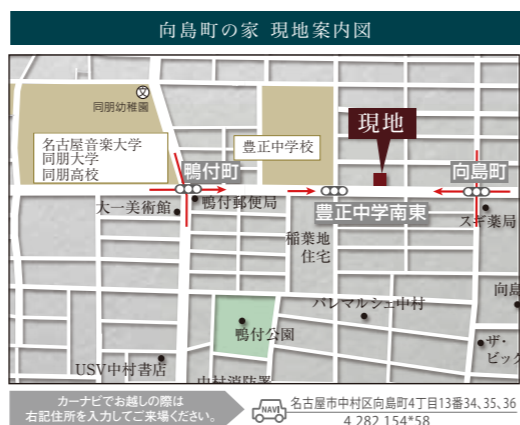 向島町の家 現地案内図
文
同朋幼稚園
名古屋音楽大学
同朋大学
同朋高校
豊正中学校
現地
鴨付町
向島町
大一美術館
鴨付郵便局
豊正中学南東
スギ薬局
稲葉地
住宅
向島
パレマルシェ中村
鴨付公園
ザ・
ビッグ
USV中村書店
中村消防署
カーナビでお越しの際は
右記住所を入力してご来場ください。
NAVI
名古屋市中村区向島町4丁目13番34、35、36
4 282 154*58